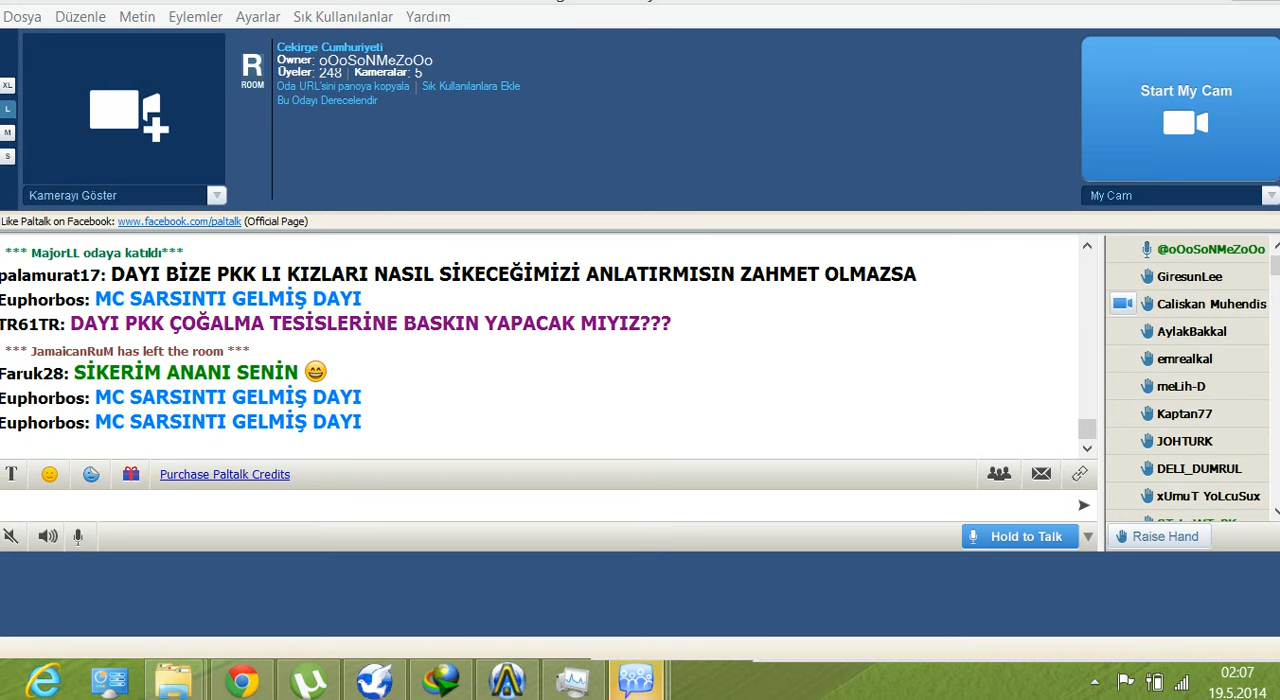 Dosya Düzenle Metin Eylemler Ayarlar Sık Kullanılanlar Yardım
XL
L
M
S
Kamerayı Göster
R
ROOM
Cekirge Cumhuriyeti
Owner: oOoSoNMeZoOo
Üyeler: 248 | Kameralar: 5
Oda URL'sini panoya kopyala | Sık Kullanılanlara Ekle
Bu Odayı Derecelendir
Start My Cam
My Cam
Like Paltalk on Facebook: www.facebook.com/paltalk (Official Page)
*** MajorLL odaya katıldı***
palamurat17: DAYI BİZE PKK LI KIZLARI NASIL SİKECEĞİMİZİ ANLATIRMISIN ZAHMET OLMAZSA
Euphorbos: MC SARSINTI GELMİŞ DAYI
TR61TR: DAYI PKK ÇOĞALMA TESİSLERİNE BASKIN YAPACAK MIYIZ???
*** JamaicanRuM has left the room ***
Faruk28: SİKERİM ANANI SENİN
Euphorbos: MC SARSINTI GELMİŞ DAYI
Euphorbos: MC SARSINTI GELMİŞ DAYI
@oOoSoNMeZoOo
GiresunLee
Caliskan Muhendis
AylakBakkal
emrealkal
meLih-D
Kaptan77
JOHTURK
DELI_DUMRUL
xUmuT YoLcuSux
T
Purchase Paltalk Credits
Hold to Talk
Raise Hand
02:07
19.5.2014